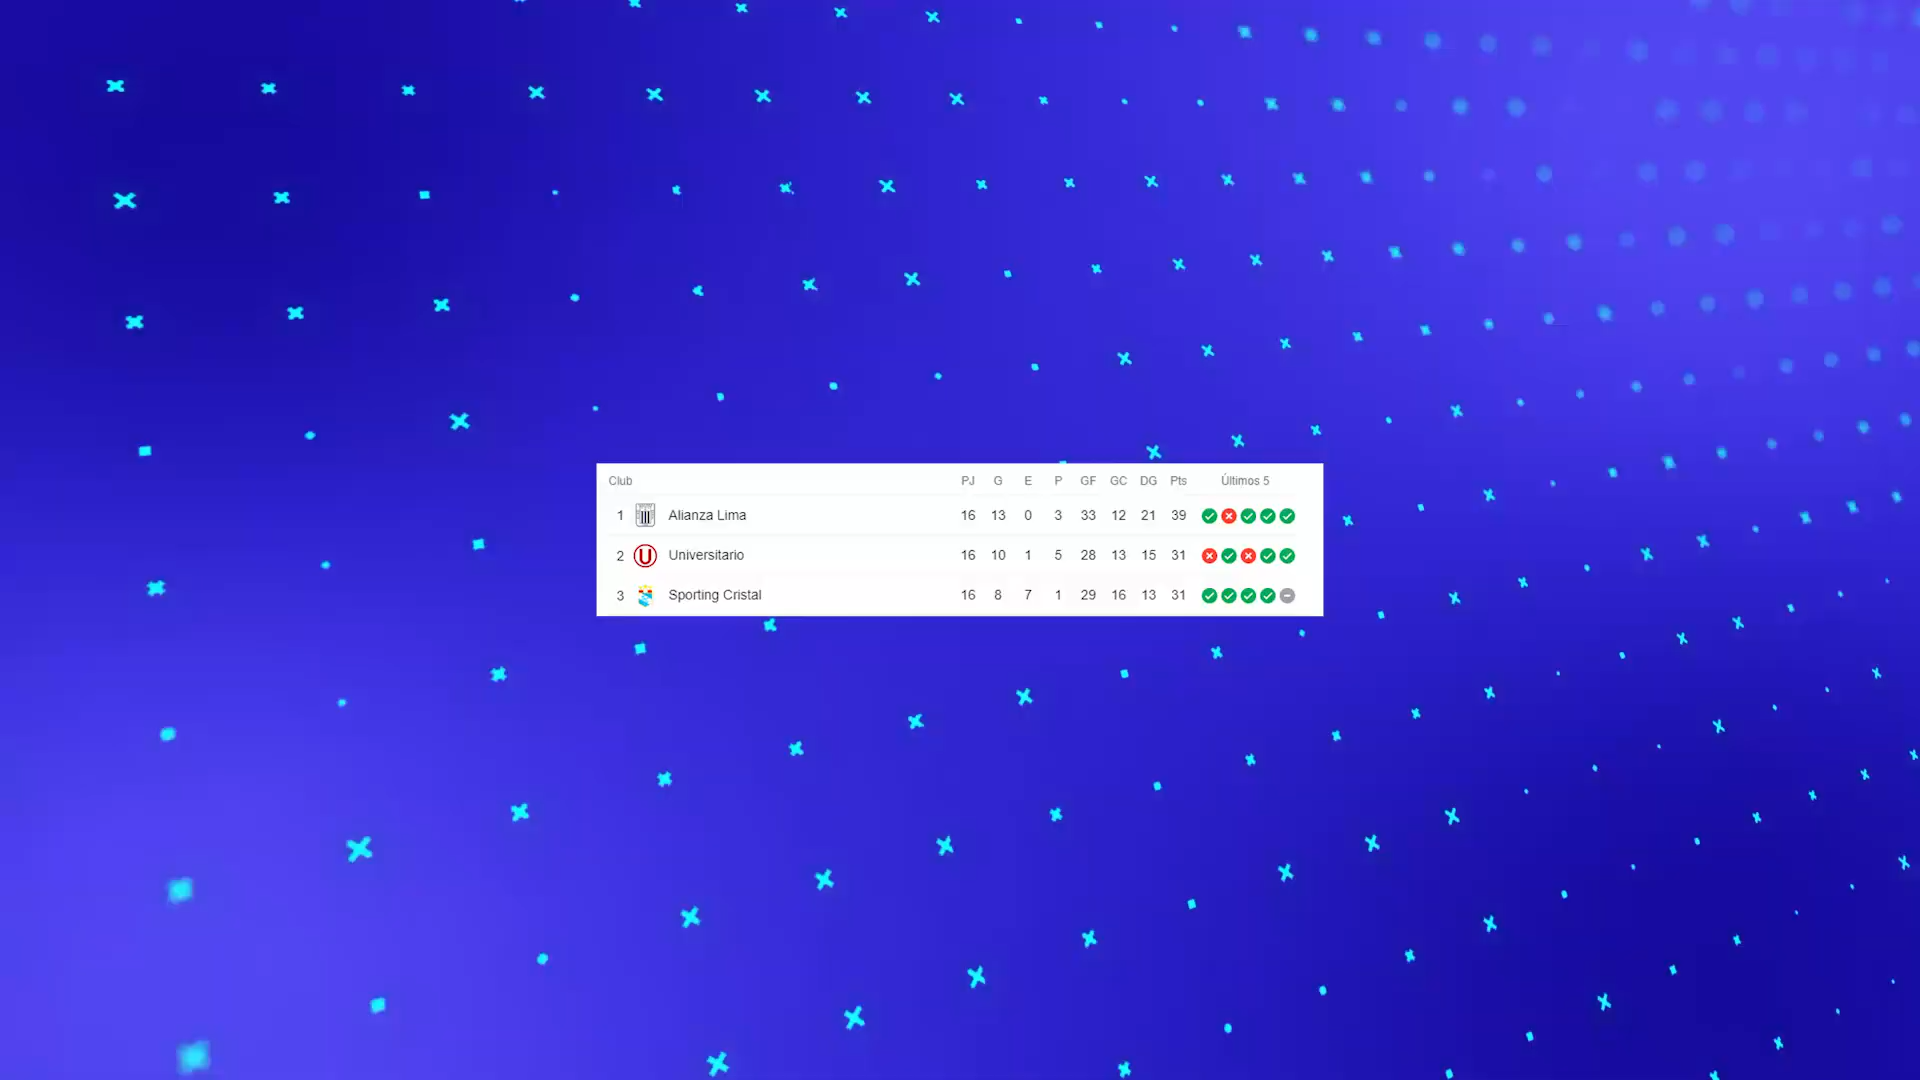 Club PJ G E P GF GC DG Pts Últimos 5
1 Alianza Lima 16 13 0 3 33 12 21 39
2 U Universitario 16 10 1 5 28 13 15 31
3 Sporting Cristal 16 8 7 1 29 16 13 31